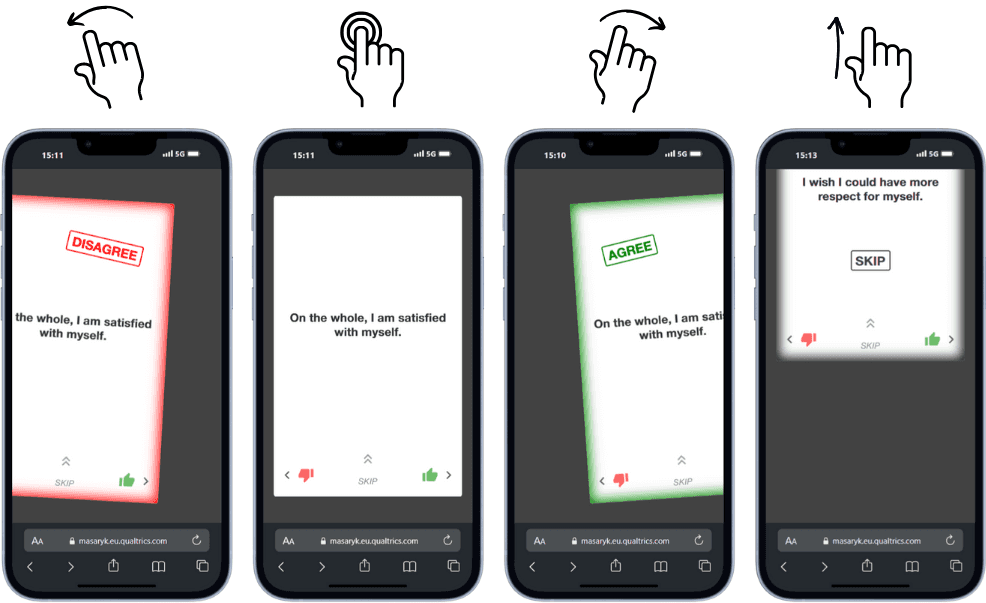 15:11
5G
DISAGREE
the whole, I am satisfied
with myself.
SKIP
AA
masaryk.eu.qualtrics.com
15:11
5G
On the whole, I am satisfied
with myself.
SKIP
AA
masaryk.eu.qualtrics.com
15:10
5G
AGREE
On the whole, I am satis
with myself.
SKIP
AA
masaryk.eu.qualtrics.com
15:13
5G
I wish I could have more
respect for myself.
SKIP
SKIP
AA
masaryk.eu.qualtrics.com